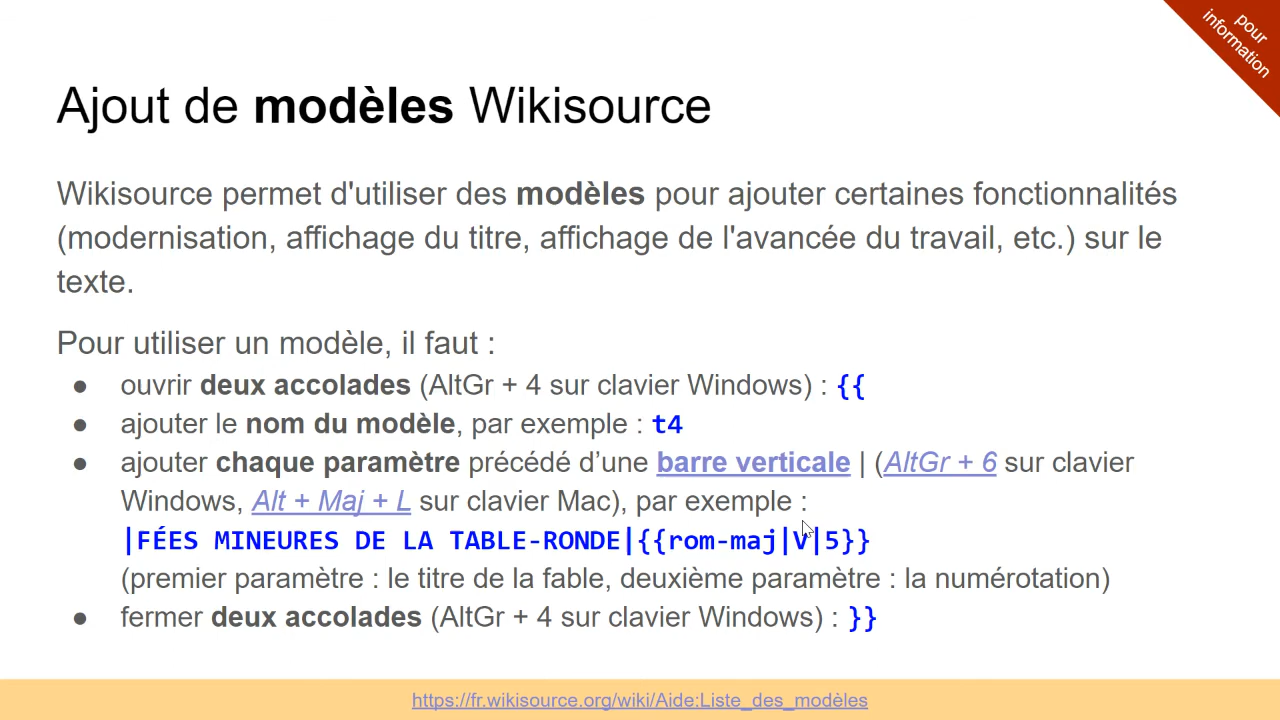 pour
information
Ajout de modèles Wikisource
Wikisource permet d'utiliser des modèles pour ajouter certaines fonctionnalités
(modernisation, affichage du titre, affichage de l'avancée du travail, etc.) sur le
texte.
Pour utiliser un modèle, il faut :
● ouvrir deux accolades (AltGr + 4 sur clavier Windows) : {{
● ajouter le nom du modèle, par exemple : t4
● ajouter chaque paramètre précédé d’une barre verticale | (AltGr + 6 sur clavier
Windows, Alt + Maj + L sur clavier Mac), par exemple :
|FÉES MINEURES DE LA TABLE-RONDE|{{rom-maj|V|5}}
(premier paramètre : le titre de la fable, deuxième paramètre : la numérotation)
● fermer deux accolades (AltGr + 4 sur clavier Windows) : }}
https://fr.wikisource.org/wiki/Aide:Liste_des_modèles